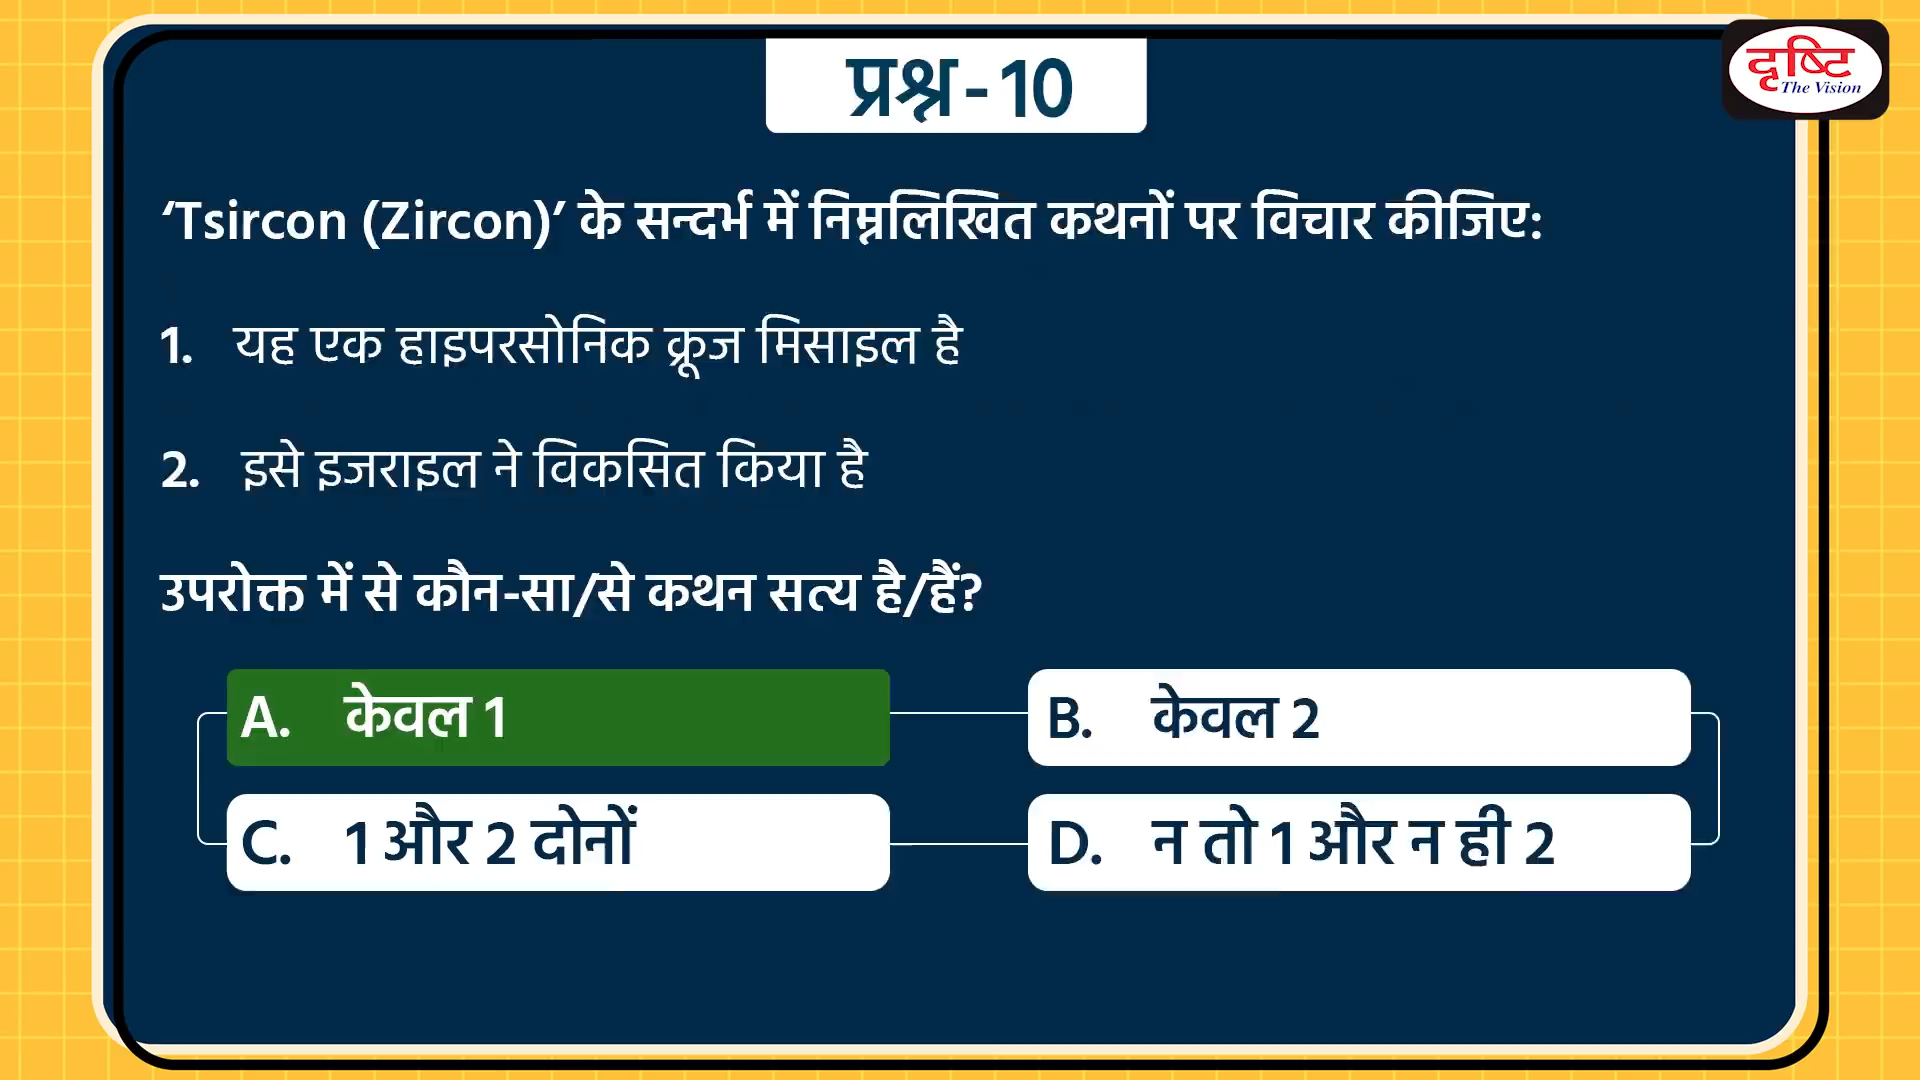 प्रश्न-10
दृष्टि
The Vision
‘Tsircon (Zircon)’ के सन्दर्भ में निम्नलिखित कथनों पर विचार कीजिए:
1. यह एक हाइपरसोनिक क्रूज मिसाइल है
2. इसे इजराइल ने विकसित किया है
उपरोक्त में से कौन-सा/से कथन सत्य है/हैं?
A. केवल 1
B. केवल 2
C. 1 और 2 दोनों
D. न तो 1 और न ही 2